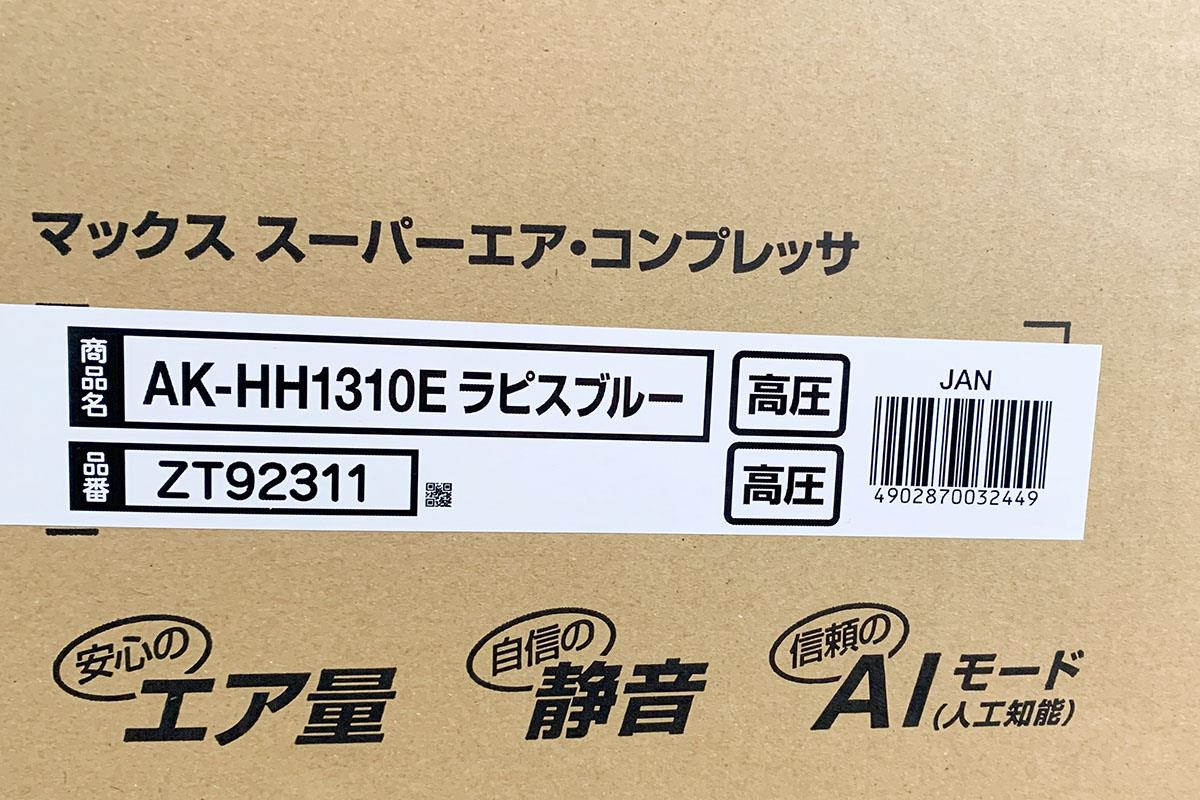 マックス スーパーエア・コンプレッサ
商品名
AK-HH1310E ラピスブルー
高圧
JAN
4902870032449
品番
ZT92311
高圧
安心の
エア量
自信の
静音
信頼の
AIモード
(人工知能)